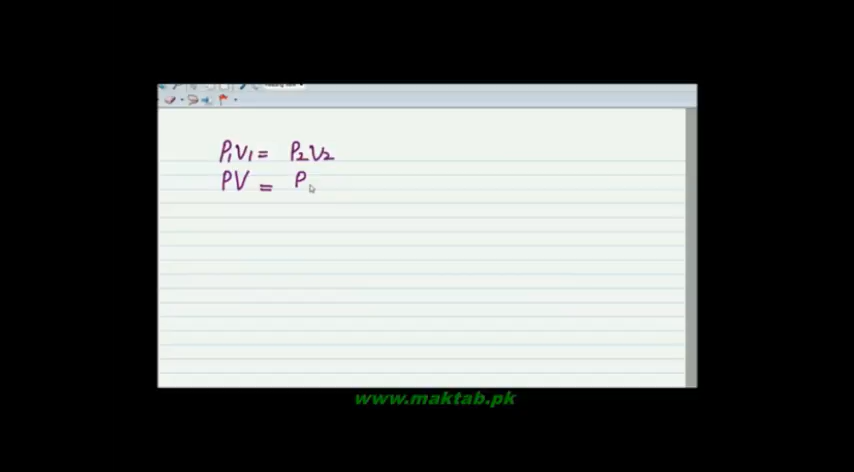 P₁V₁ = P₂V₂
PV = P
www.maktab.pk